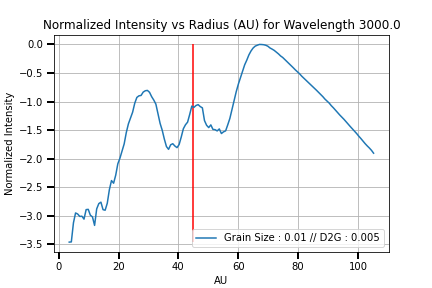 Normalized Intensity vs Radius (AU) for Wavelength 3000.0
Normalized Intensity
0.0
−0.5
−1.0
−1.5
−2.0
−2.5
−3.0
−3.5
Grain Size : 0.01 // D2G : 0.005
0 20 40 60 80 100
AU